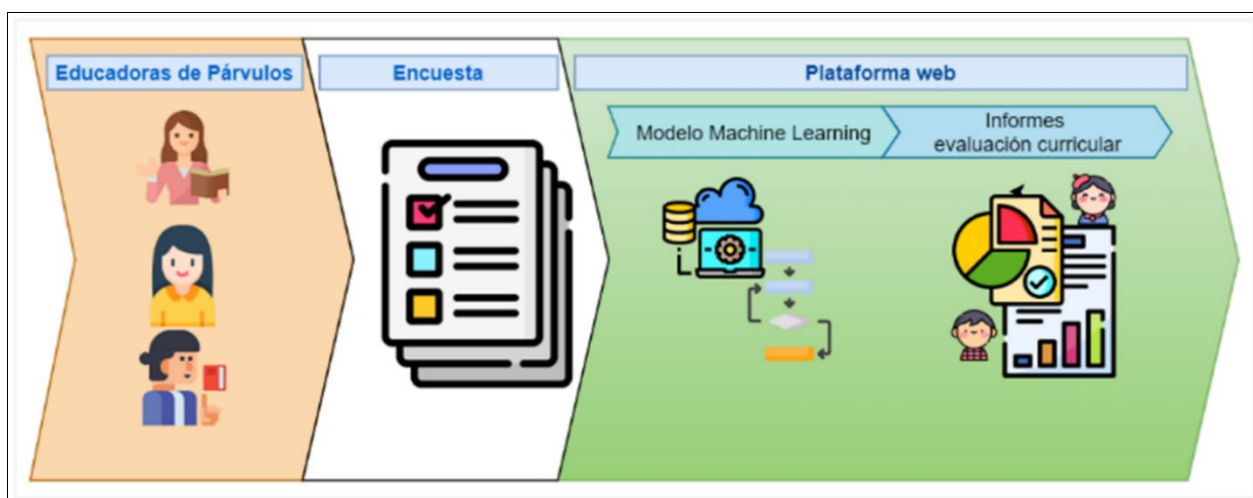 Educadoras de Párvulos
Encuesta
Plataforma web
Modelo Machine Learning
Informes
evaluación curricular